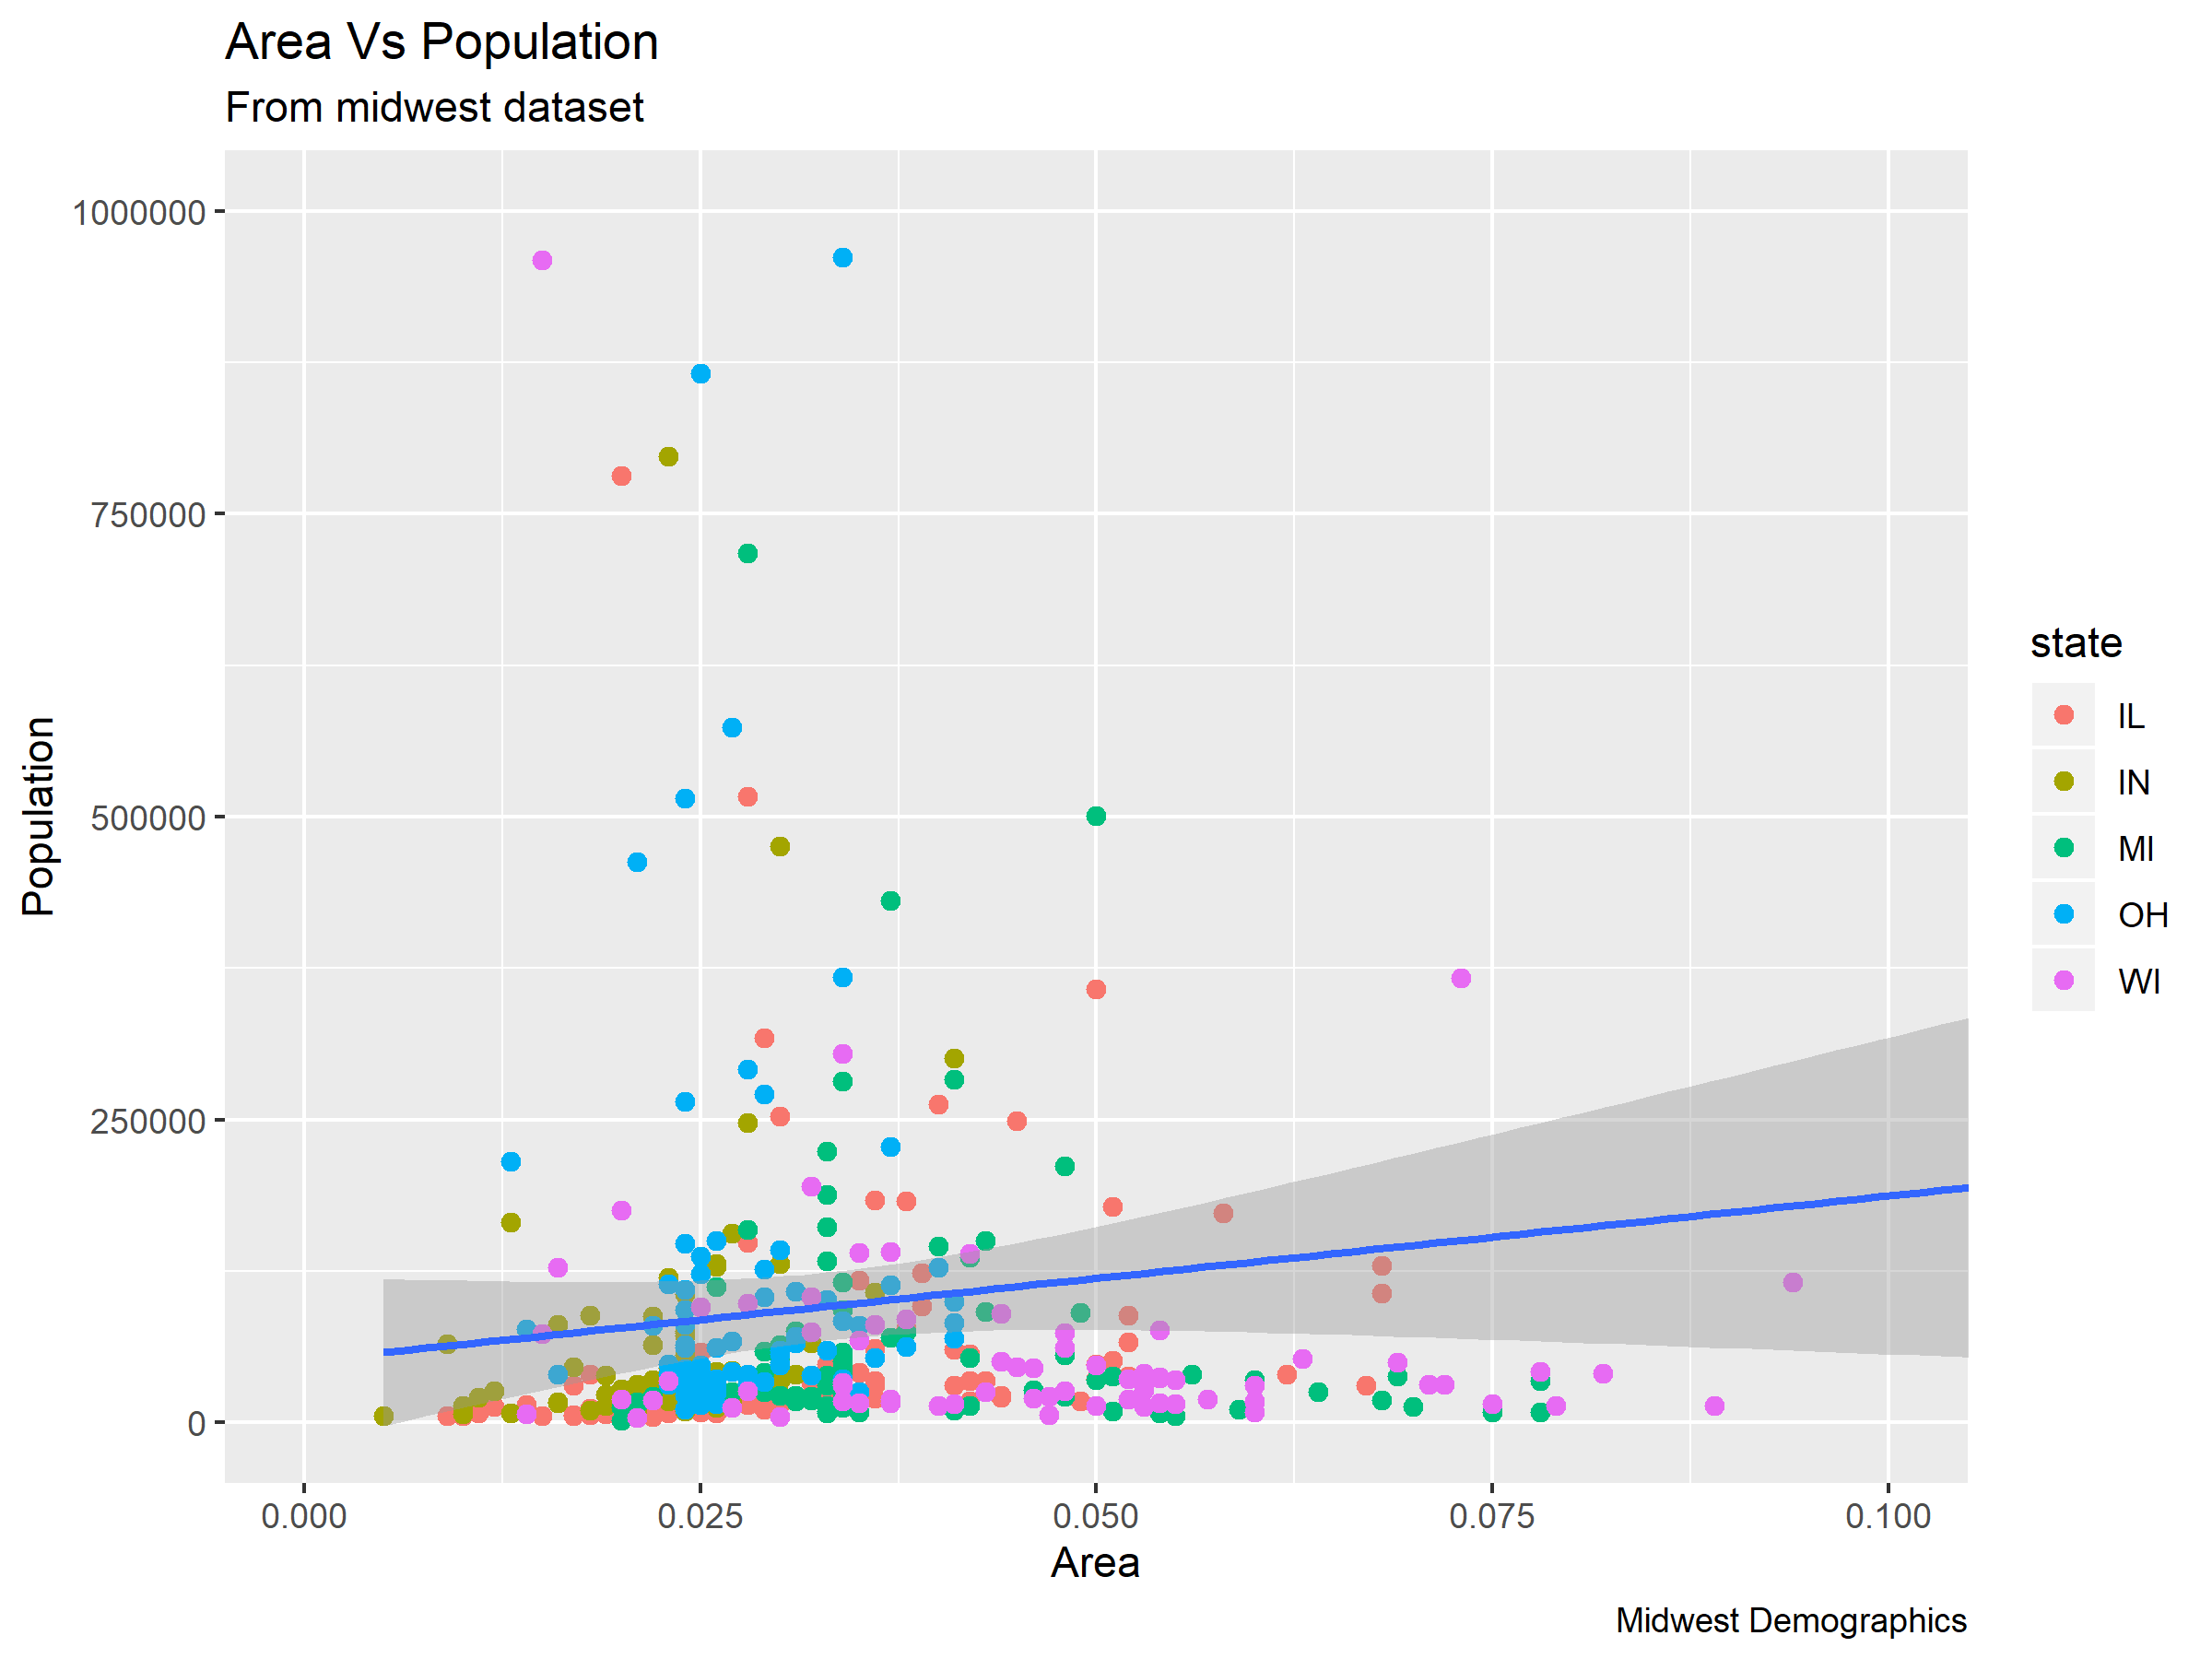 Area Vs Population
From midwest dataset
Population
1000000
750000
500000
250000
0
0.000 0.025 0.050 0.075 0.100
Area
state
IL
IN
MI
OH
WI
Midwest Demographics